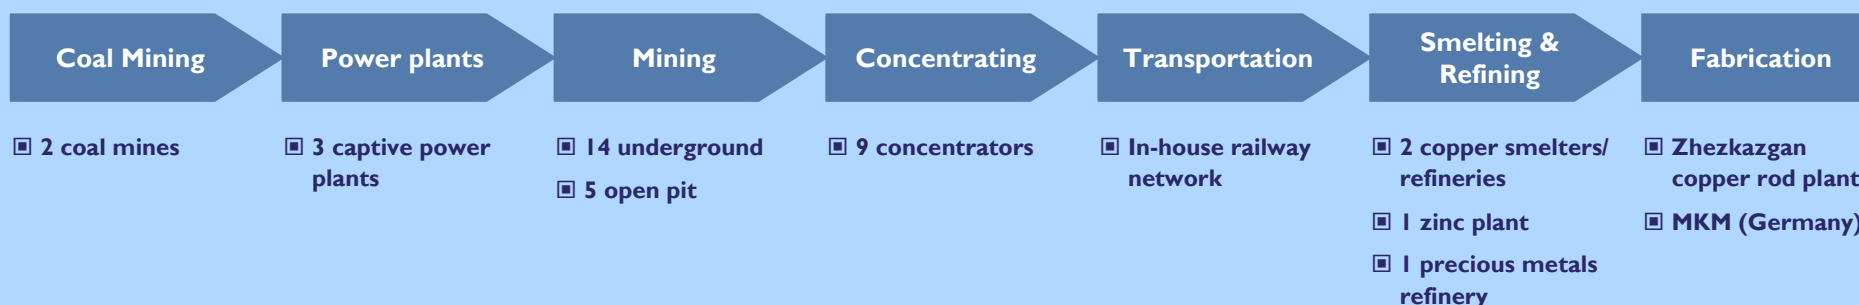 Coal Mining
Power plants
Mining
Concentrating
Transportation
Smelting &
Refining
Fabrication
2 coal mines
3 captive power
plants
14 underground
5 open pit
9 concentrators
In-house railway
network
2 copper smelters/
refineries
1 zinc plant
1 precious metals
refinery
Zhezkazgan
copper rod plant
MKM (Germany)